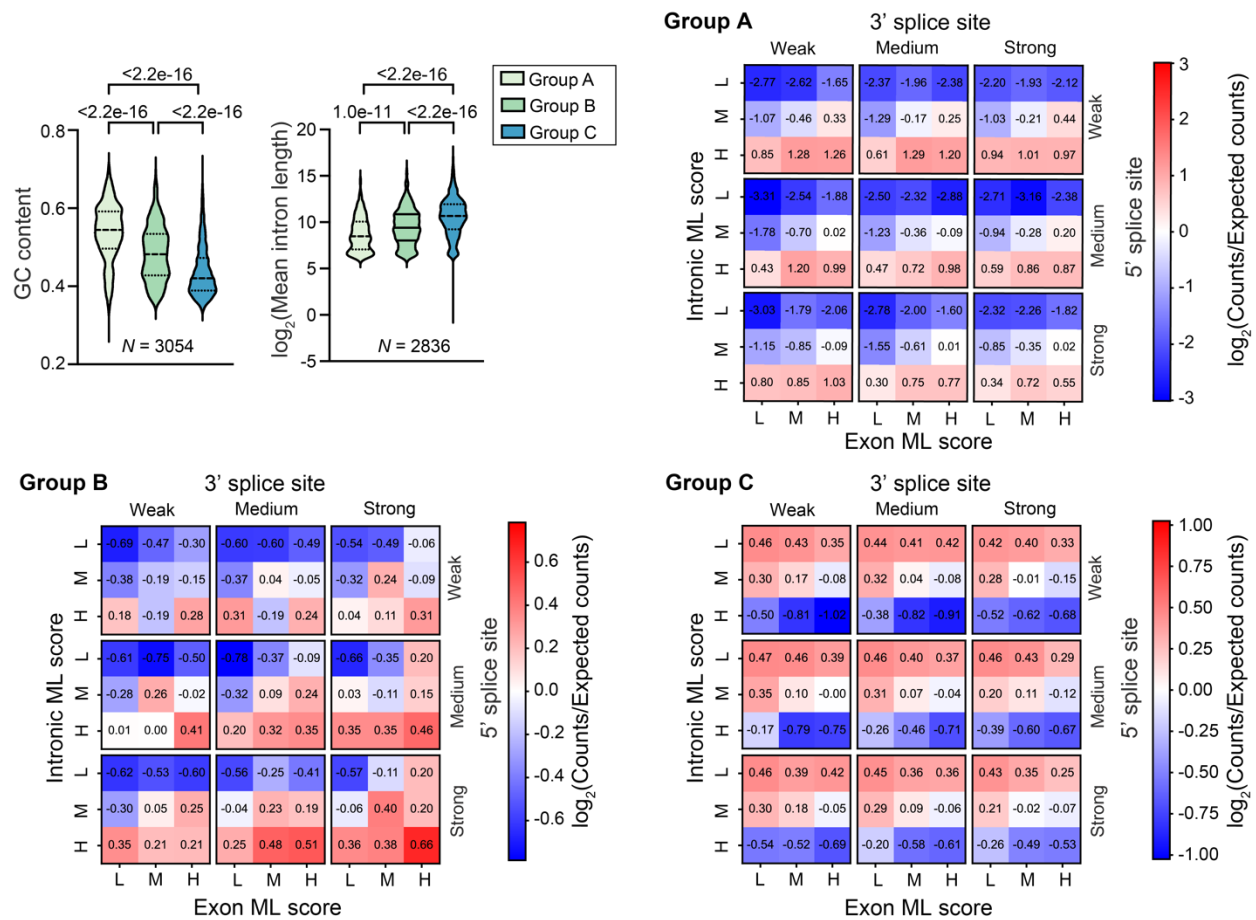 <2.2e-16
<2.2e-16 <2.2e-16
GC content
0.8
0.6
0.4
0.2
N = 3054
<2.2e-16
1.0e-11 <2.2e-16
log2(Mean intron length)
20
15
10
5
0
-5
N = 2836
Group A
Group B
Group C
Group A 3' splice site
Weak Medium Strong
L -2.77 -2.62 -1.65 -2.37 -1.96 -2.38 -2.20 -1.93 -2.12
M -1.07 -0.46 0.33 -1.29 -0.17 0.25 -1.03 -0.21 0.44
H 0.85 1.28 1.26 0.61 1.29 1.20 0.94 1.01 0.97
Weak
L -3.31 -2.54 -1.88 -2.50 -2.32 -2.88 -2.71 -3.16 -2.38
M -1.78 -0.70 0.02 -1.23 -0.36 -0.09 -0.94 -0.28 0.20
H 0.43 1.20 0.99 0.47 0.72 0.98 0.59 0.86 0.87
Medium
L -3.03 -1.79 -2.06 -2.78 -2.00 -1.60 -2.32 -2.26 -1.82
M -1.15 -0.85 -0.09 -1.55 -0.61 0.01 -0.85 -0.35 0.02
H 0.80 0.85 1.03 0.30 0.75 0.77 0.34 0.72 0.55
Strong
L M H L M H L M H
Exon ML score
Intronic ML score
5' splice site
3
2
1
0
-1
-2
-3
log2(Counts/Expected counts)
Group B 3' splice site
Weak Medium Strong
L -0.69 -0.47 -0.30 -0.60 -0.60 -0.49 -0.54 -0.49 -0.06
M -0.38 -0.19 -0.15 -0.37 0.04 -0.05 -0.32 0.24 -0.09
H 0.18 -0.19 0.28 0.31 -0.19 0.24 0.04 0.11 0.31
Weak
L -0.61 -0.75 -0.50 -0.78 -0.37 -0.09 -0.66 -0.35 0.20
M -0.28 0.26 -0.02 -0.32 0.09 0.24 0.03 -0.11 0.15
H 0.01 0.00 0.41 0.20 0.32 0.35 0.35 0.35 0.46
Medium
L -0.62 -0.53 -0.60 -0.56 -0.25 -0.41 -0.57 -0.11 0.20
M -0.30 0.05 0.25 -0.04 0.23 0.19 -0.06 0.40 0.20
H 0.35 0.21 0.21 0.25 0.48 0.51 0.36 0.38 0.66
Strong
L M H L M H L M H
Exon ML score
Intronic ML score
5' splice site
0.6
0.4
0.2
0.0
-0.2
-0.4
-0.6
log2(Counts/Expected counts)
Group C 3' splice site
Weak Medium Strong
L 0.46 0.43 0.35 0.44 0.41 0.42 0.42 0.40 0.33
M 0.30 0.17 -0.08 0.32 0.04 -0.08 0.28 -0.01 -0.15
H -0.50 -0.81 -1.02 -0.38 -0.82 -0.91 -0.52 -0.62 -0.68
Weak
L 0.47 0.46 0.39 0.46 0.40 0.37 0.46 0.43 0.29
M 0.35 0.10 -0.00 0.31 0.07 -0.04 0.20 0.11 -0.12
H -0.17 -0.79 -0.75 -0.26 -0.46 -0.71 -0.39 -0.60 -0.67
Medium
L 0.46 0.39 0.42 0.45 0.36 0.36 0.43 0.35 0.25
M 0.30 0.18 -0.05 0.29 0.09 -0.06 0.21 -0.02 -0.07
H -0.54 -0.52 -0.69 -0.20 -0.58 -0.61 -0.26 -0.49 -0.53
Strong
L M H L M H L M H
Exon ML score
Intronic ML score
5' splice site
1.00
0.75
0.50
0.25
0.00
-0.25
-0.50
-0.75
-1.00
log2(Counts/Expected counts)